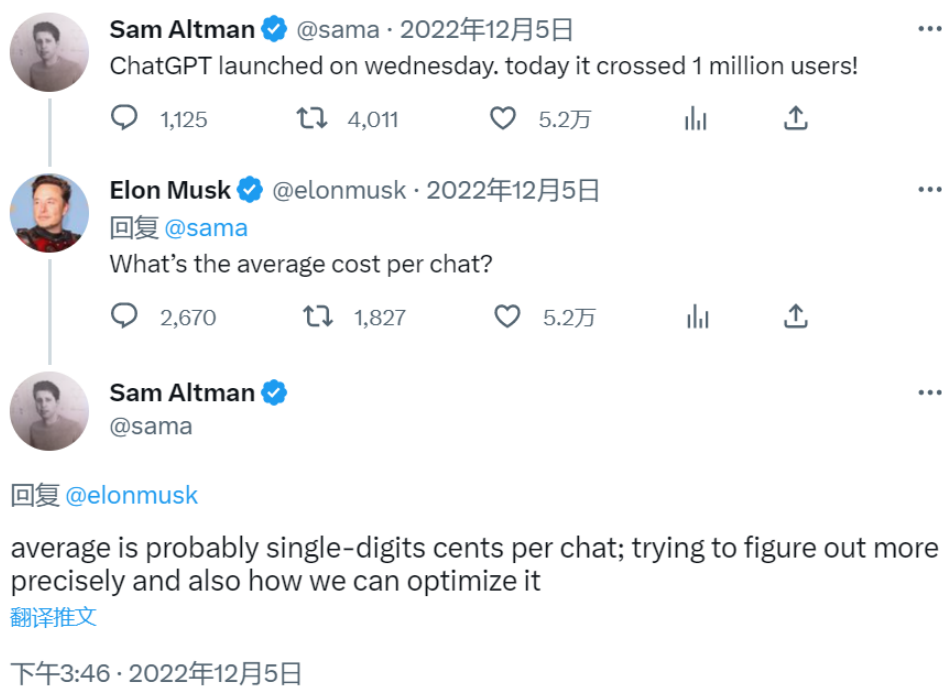 Sam Altman @sama · 2022年12月5日
ChatGPT launched on wednesday. today it crossed 1 million users!
1,125 4,011 5.2万
Elon Musk @elonmusk · 2022年12月5日
回复 @sama
What’s the average cost per chat?
2,670 1,827 5.2万
Sam Altman
@sama
回复 @elonmusk
average is probably single-digits cents per chat; trying to figure out more
precisely and also how we can optimize it
翻译推文
下午3:46 · 2022年12月5日